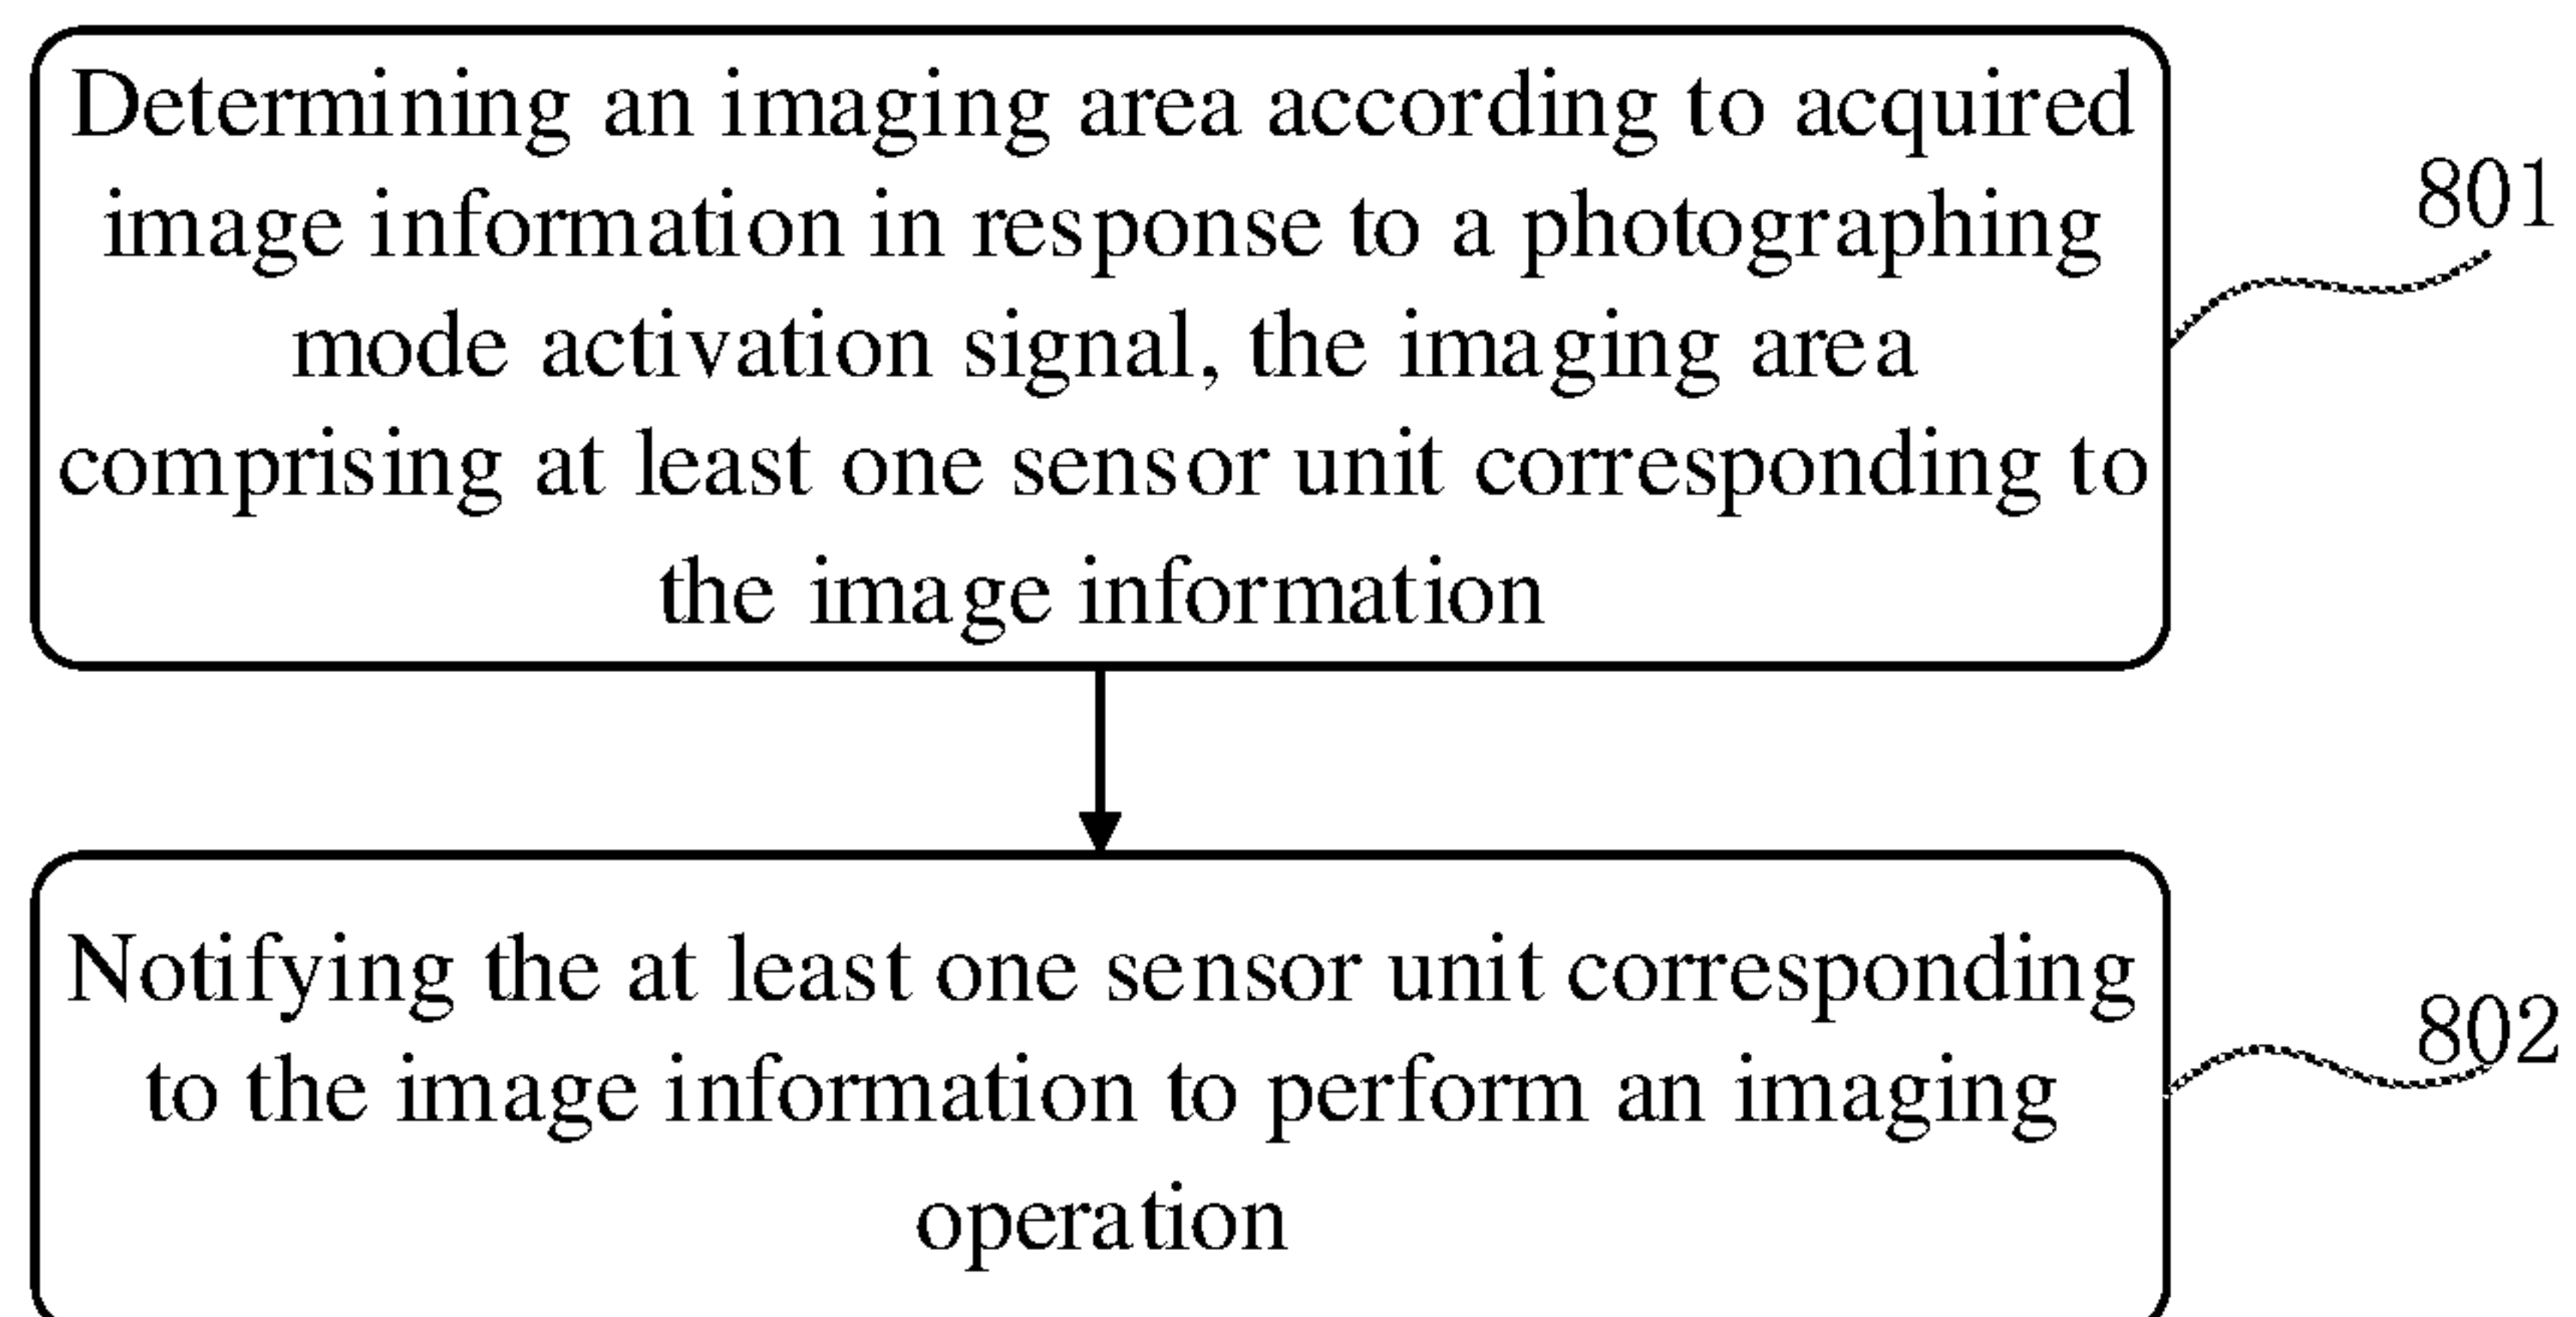 Determining an imaging area according to acquired
image information in response to a photographing
mode activation signal, the imaging area
comprising at least one sensor unit corresponding to
the image information
801
Notifying the at least one sensor unit corresponding
to the image information to perform an imaging
operation
802